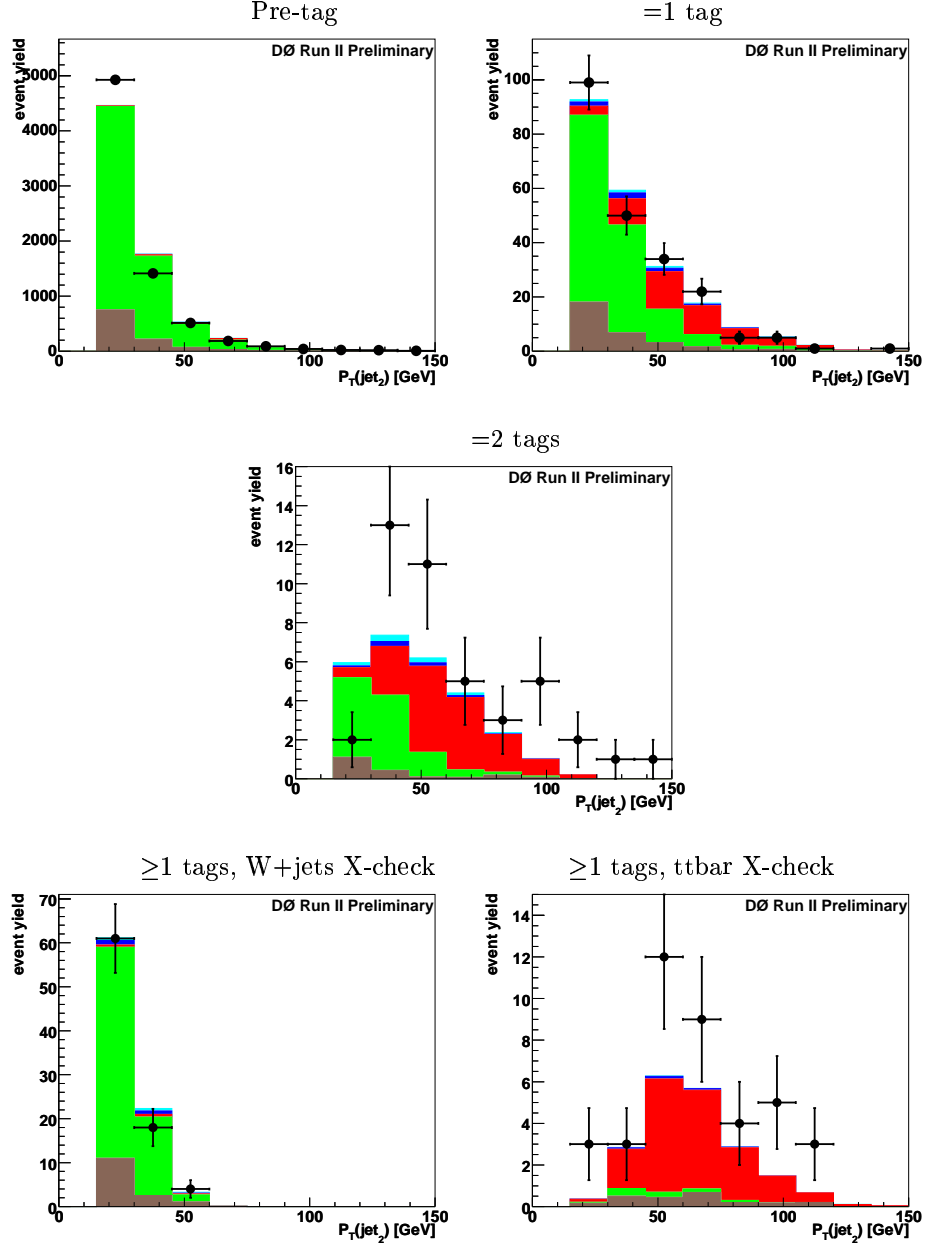 Pre-tag
=1 tag
event yield
DØ Run II Preliminary
5000
4000
3000
2000
1000
0
0
50
100
150
P_T(jet_2) [GeV]
event yield
DØ Run II Preliminary
100
80
60
40
20
0
0
50
100
150
P_T(jet_2) [GeV]
=2 tags
event yield
DØ Run II Preliminary
16
14
12
10
8
6
4
2
0
0
50
100
150
P_T(jet_2) [GeV]
≥1 tags, W+jets X-check
≥1 tags, ttbar X-check
event yield
DØ Run II Preliminary
70
60
50
40
30
20
10
0
0
50
100
150
P_T(jet_2) [GeV]
event yield
DØ Run II Preliminary
14
12
10
8
6
4
2
0
0
50
100
150
P_T(jet_2) [GeV]